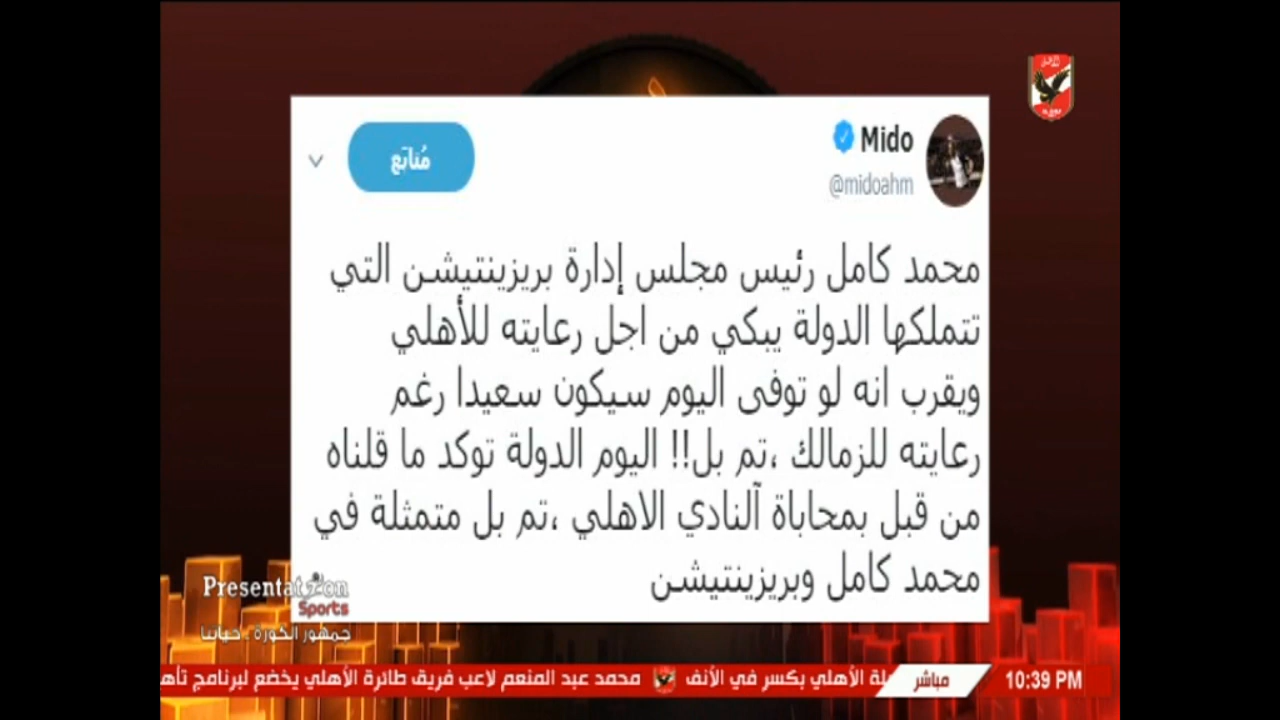 Mido
@midoahm
مُتابَع
محمد كامل رئيس مجلس إدارة بريزينتيشن التي
تتملكها الدولة يبكي من اجل رعايته للأهلي
ويقرب انه لو توفى اليوم سيكون سعيدا رغم
رعايته للزمالك ،تم بل!! اليوم الدولة توكد ما قلناه
من قبل بمحاباة آلنادي الاهلي ،تم بل متمثلة في
محمد كامل وبريزينتيشن
Presentation
Sports
جمهور الكورة .. حياتنا
مباشر
لة الأهلي بكسر في الأنف
محمد عبد المنعم لاعب فريق طائرة الأهلي يخضع لبرنامج تأه
10:39 PM